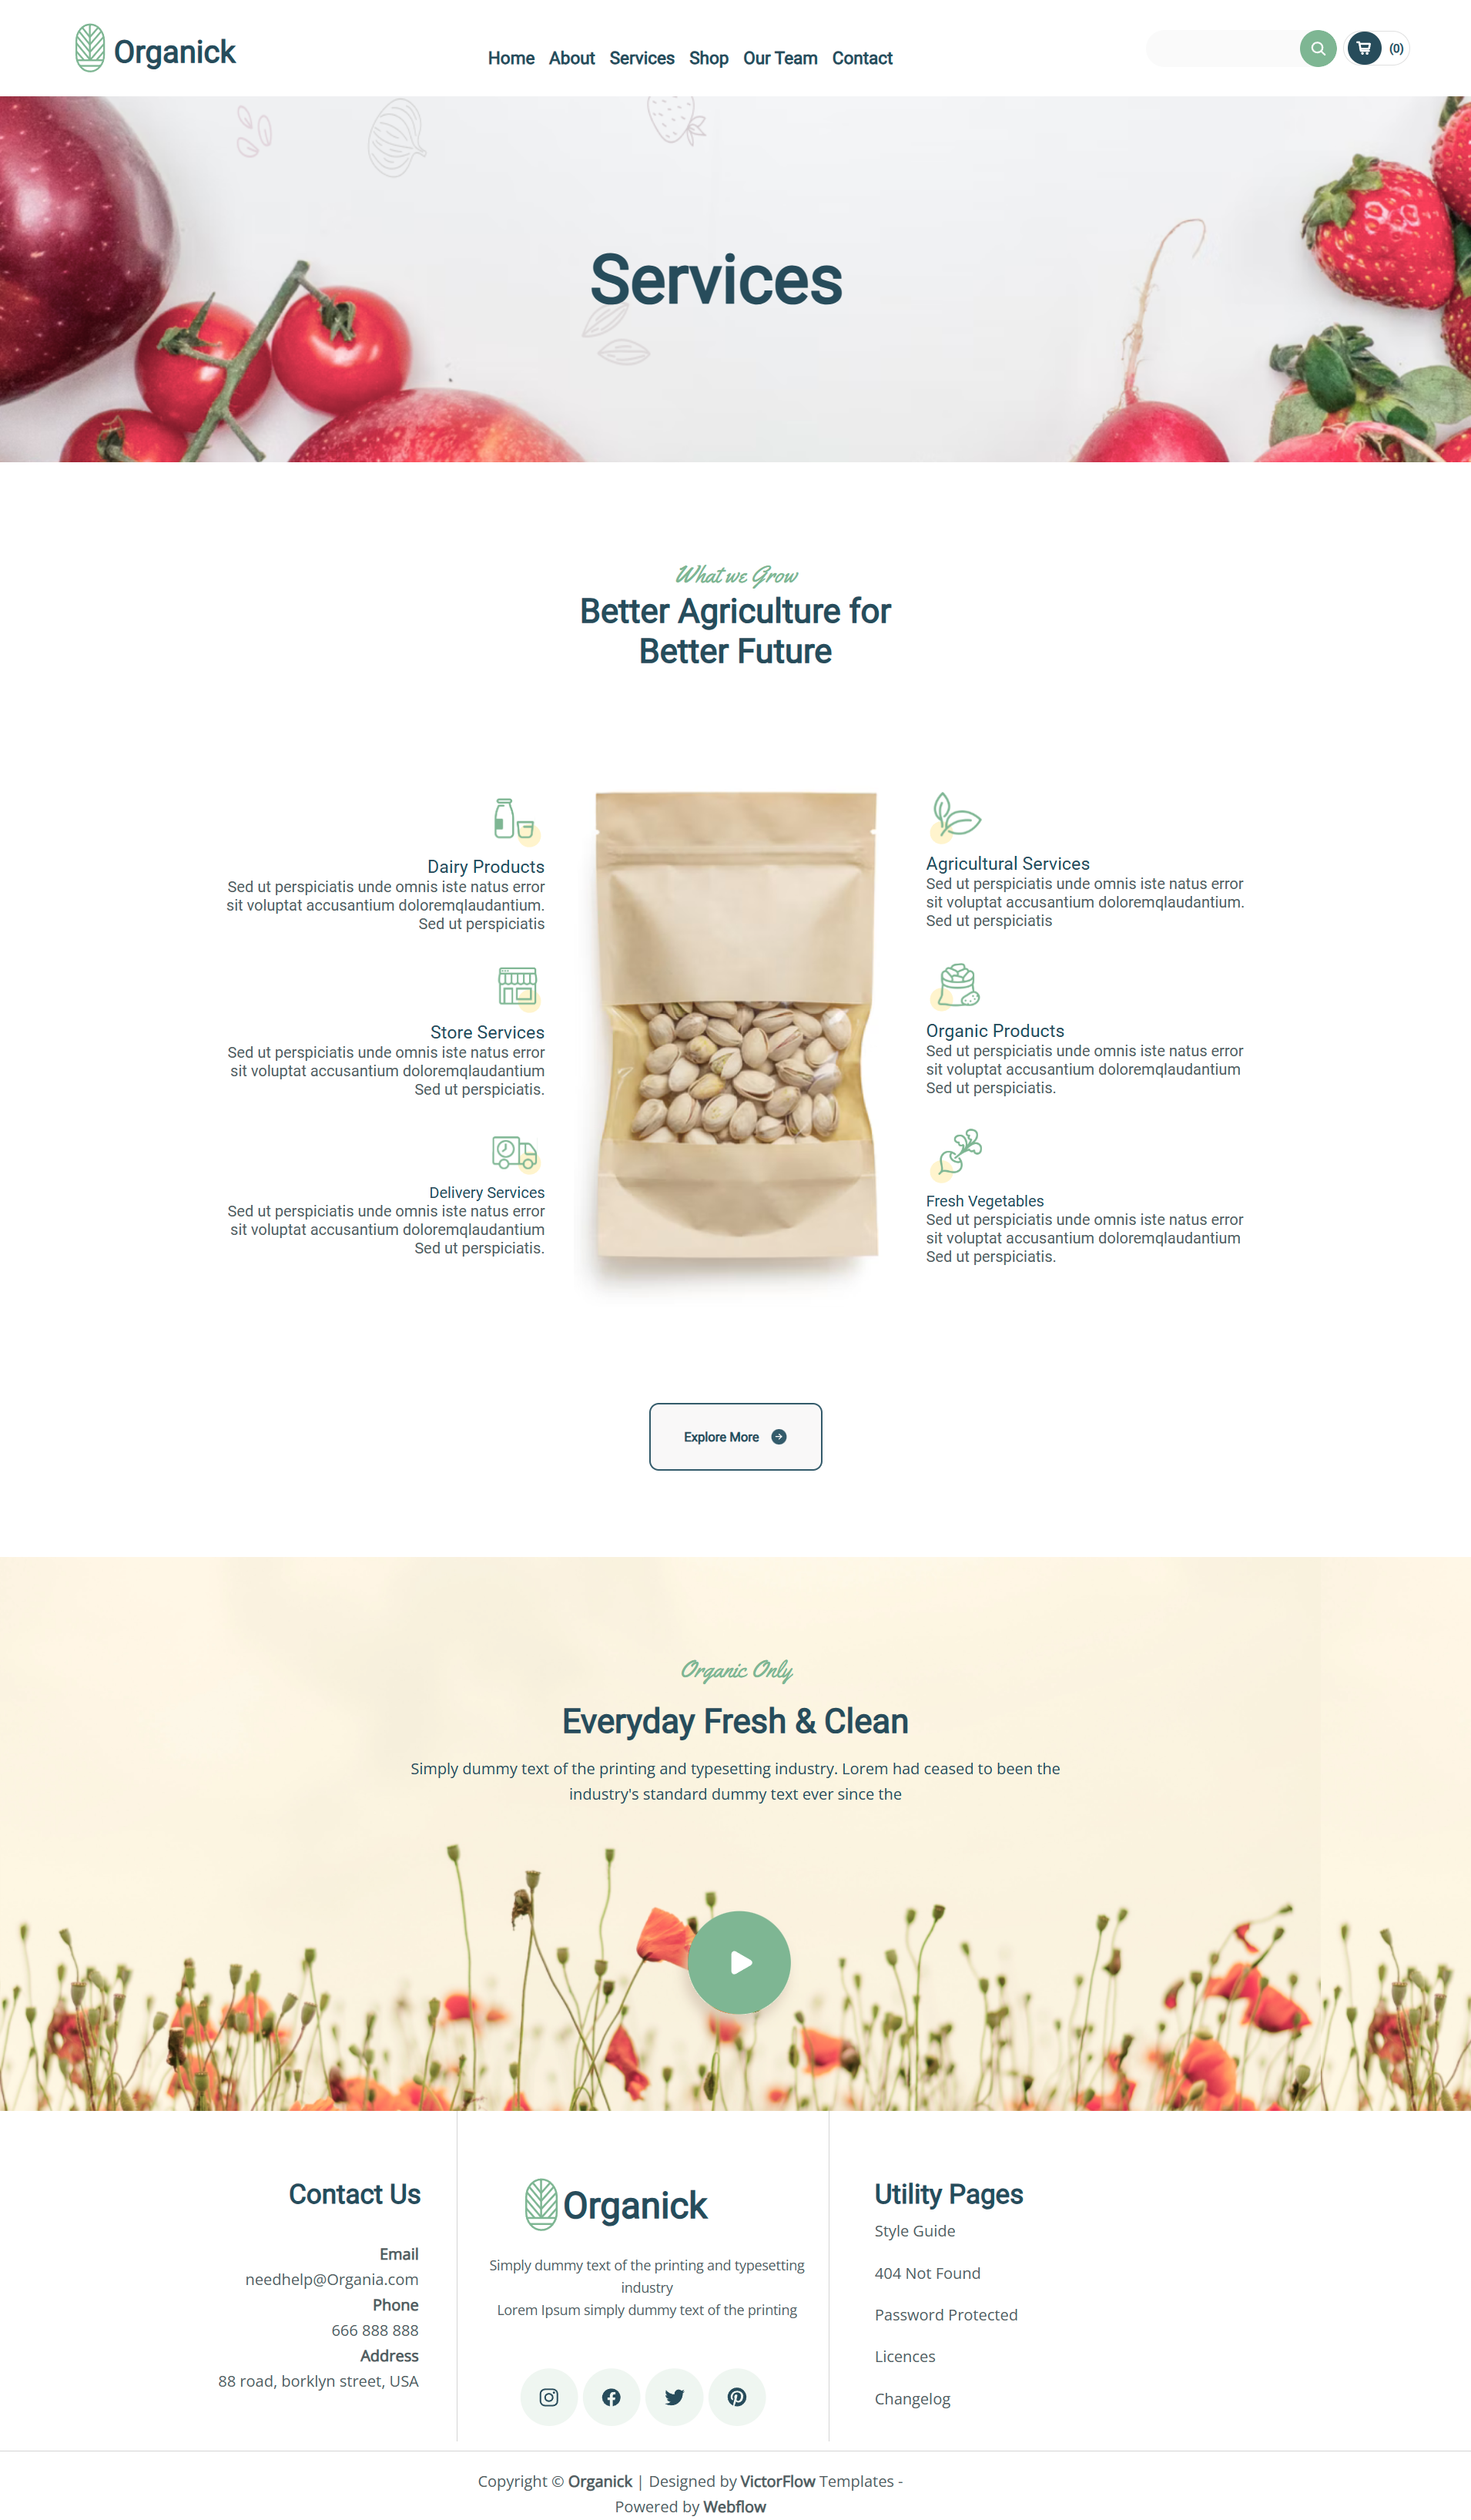 Organick
Home About Services Shop Our Team Contact
(0)
Services
What we Grow
Better Agriculture for
Better Future
Dairy Products
Sed ut perspiciatis unde omnis iste natus error
sit voluptat accusantium doloremqlaudantium.
Sed ut perspiciatis
Store Services
Sed ut perspiciatis unde omnis iste natus error
sit voluptat accusantium doloremqlaudantium
Sed ut perspiciatis.
Delivery Services
Sed ut perspiciatis unde omnis iste natus error
sit voluptat accusantium doloremqlaudantium
Sed ut perspiciatis.
Agricultural Services
Sed ut perspiciatis unde omnis iste natus error
sit voluptat accusantium doloremqlaudantium.
Sed ut perspiciatis
Organic Products
Sed ut perspiciatis unde omnis iste natus error
sit voluptat accusantium doloremqlaudantium
Sed ut perspiciatis.
Fresh Vegetables
Sed ut perspiciatis unde omnis iste natus error
sit voluptat accusantium doloremqlaudantium
Sed ut perspiciatis.
Explore More
Organic Only
Everyday Fresh & Clean
Simply dummy text of the printing and typesetting industry. Lorem had ceased to been the
industry's standard dummy text ever since the
Contact Us
Email
needhelp@Organia.com
Phone
666 888 888
Address
88 road, borklyn street, USA
Organick
Simply dummy text of the printing and typesetting
industry
Lorem Ipsum simply dummy text of the printing
Utility Pages
Style Guide
404 Not Found
Password Protected
Licences
Changelog
Copyright © Organick | Designed by VictorFlow Templates -
Powered by Webflow